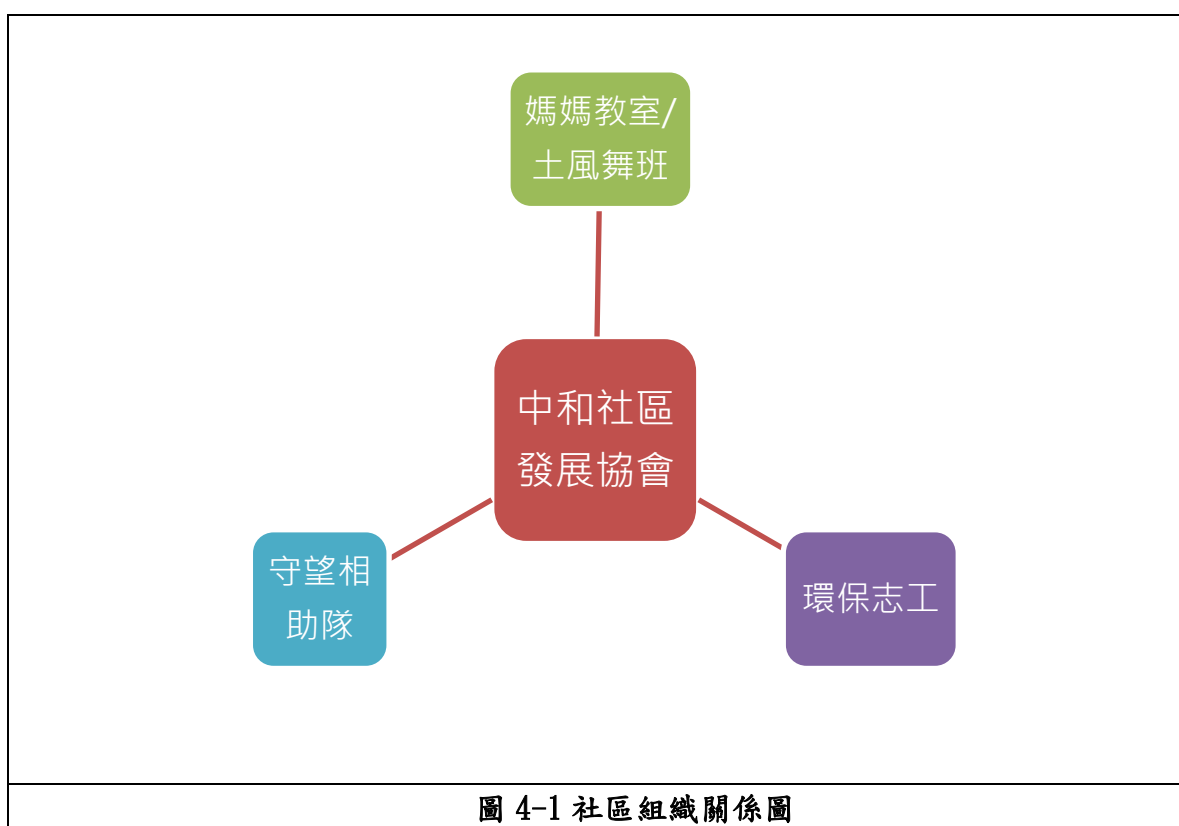 媽媽教室/
土風舞班
中和社區
發展協會
守望相
助隊
環保志工
圖 4-1 社區組織關係圖